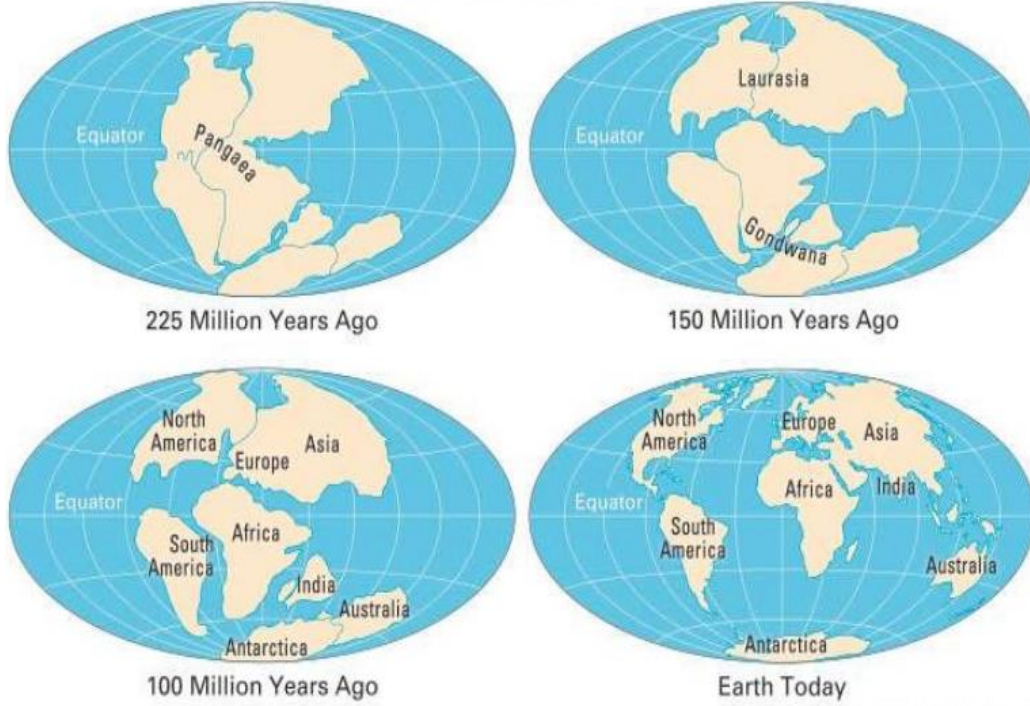 Equator
Pangaea
225 Million Years Ago
Laurasia
Equator
Gondwana
150 Million Years Ago
North
America
Europe
Asia
Equator
Africa
South
America
India
Australia
Antarctica
100 Million Years Ago
North
America
Europe
Asia
Equator
Africa
India
South
America
Australia
Antarctica
Earth Today